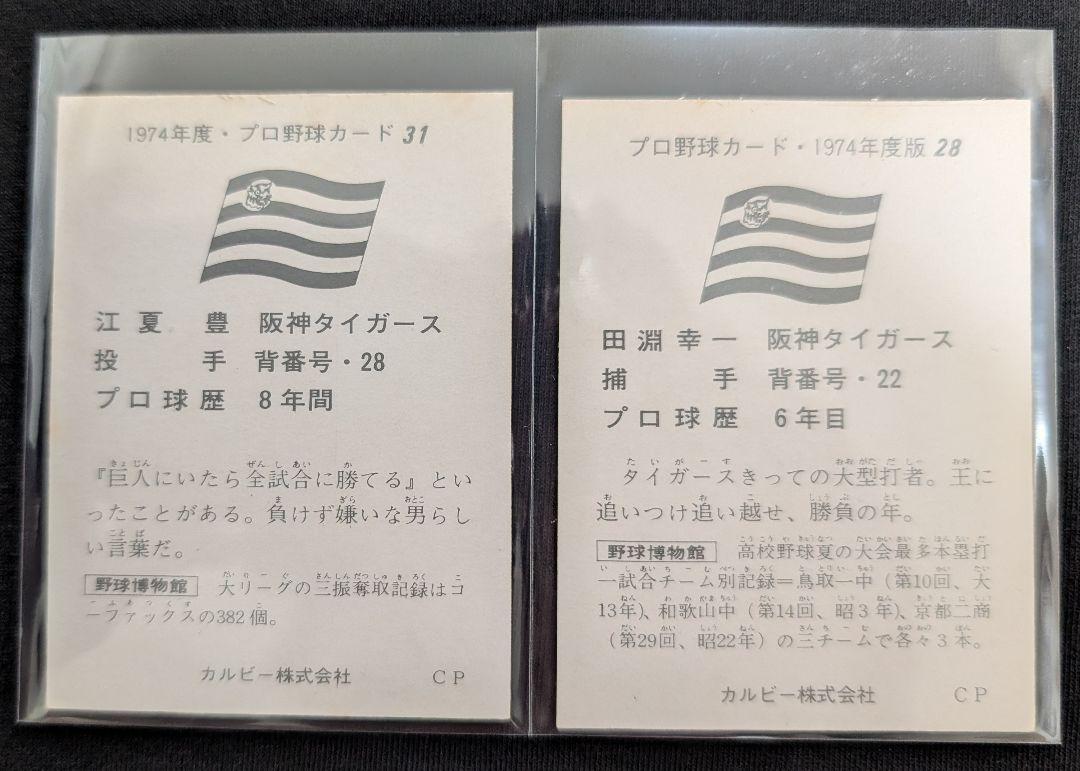 1974年度・プロ野球カード 31
江夏 豊 阪神タイガース
投 手 背番号・28
プロ球歴 8年間
『巨人にいたら全試合に勝てる』とい
ったことがある。負けず嫌いな男らし
い言葉だ。
野球博物館 大リーグの三振奪取記録はコ
ーファックスの382個。
カルビー株式会社 CP
プロ野球カード・1974年度版 28
田淵幸一 阪神タイガース
捕 手 背番号・22
プロ球歴 6年目
タイガースきっての大型打者。王に
追いつけ追い越せ、勝負の年。
野球博物館 高校野球夏の大会最多本塁打
一試合チーム別記録＝鳥取一中（第10回、大
13年）、和歌山中（第14回、昭3年）、京都二商
（第29回、昭22年）の三チームで各々3本。
カルビー株式会社 CP